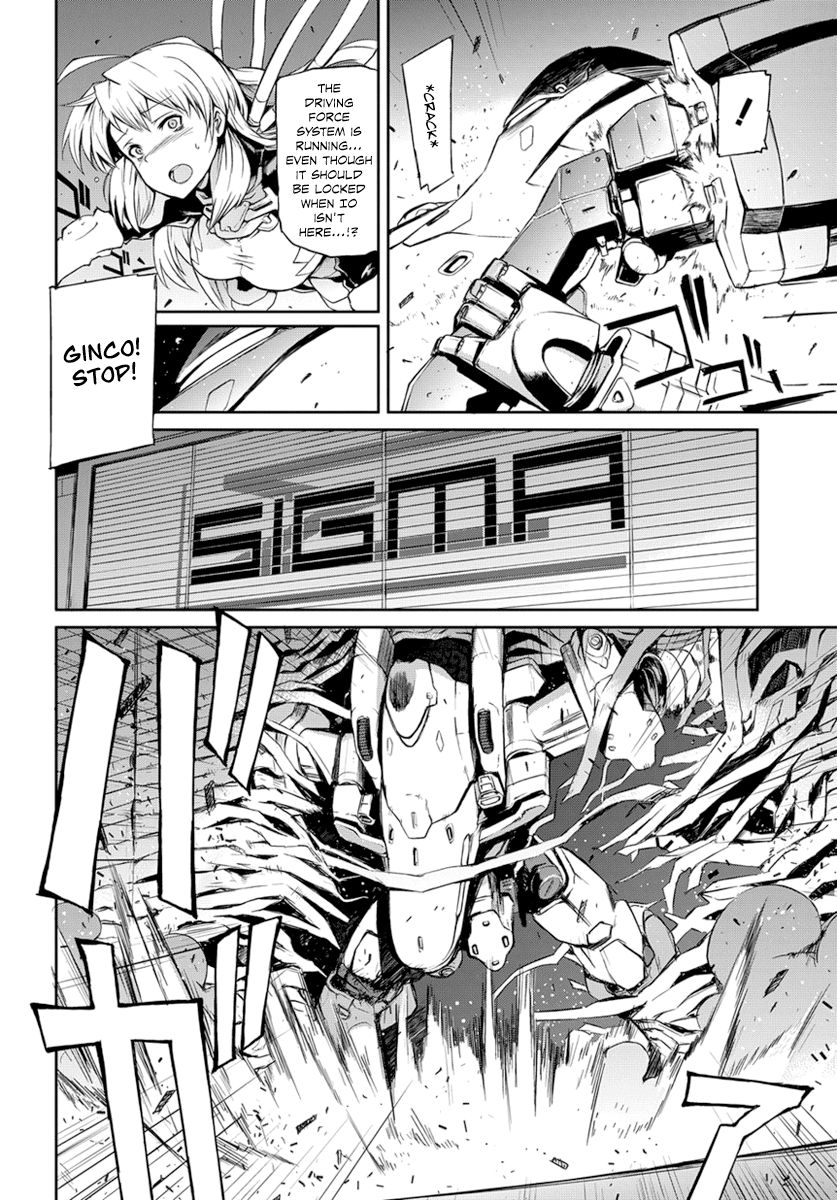 !
*CRACK*
THE
DRIVING
FORCE
SYSTEM IS
RUNNING...
EVEN THOUGH
IT SHOULD
BE LOCKED
WHEN IO
ISN'T
HERE...!?
GINCO!
STOP!
SIGMA